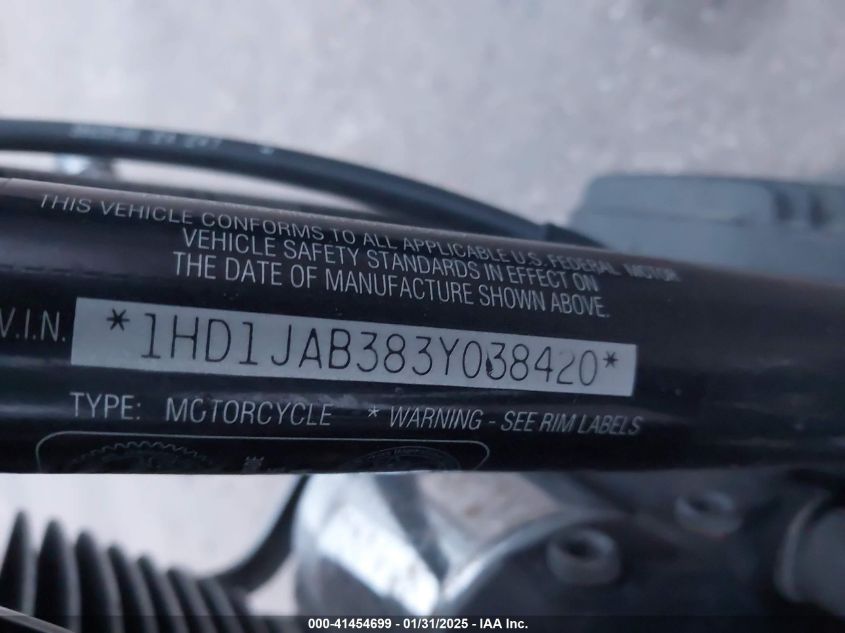 THIS VEHICLE CONFORMS TO ALL APPLICABLE U.S. FEDERAL MOTOR
VEHICLE SAFETY STANDARDS IN EFFECT ON
THE DATE OF MANUFACTURE SHOWN ABOVE.
V.I.N. *1HD1JAB383Y038420*
TYPE: MOTORCYCLE * WARNING - SEE RIM LABELS
000-41454699 - 01/31/2025 - IAA Inc.